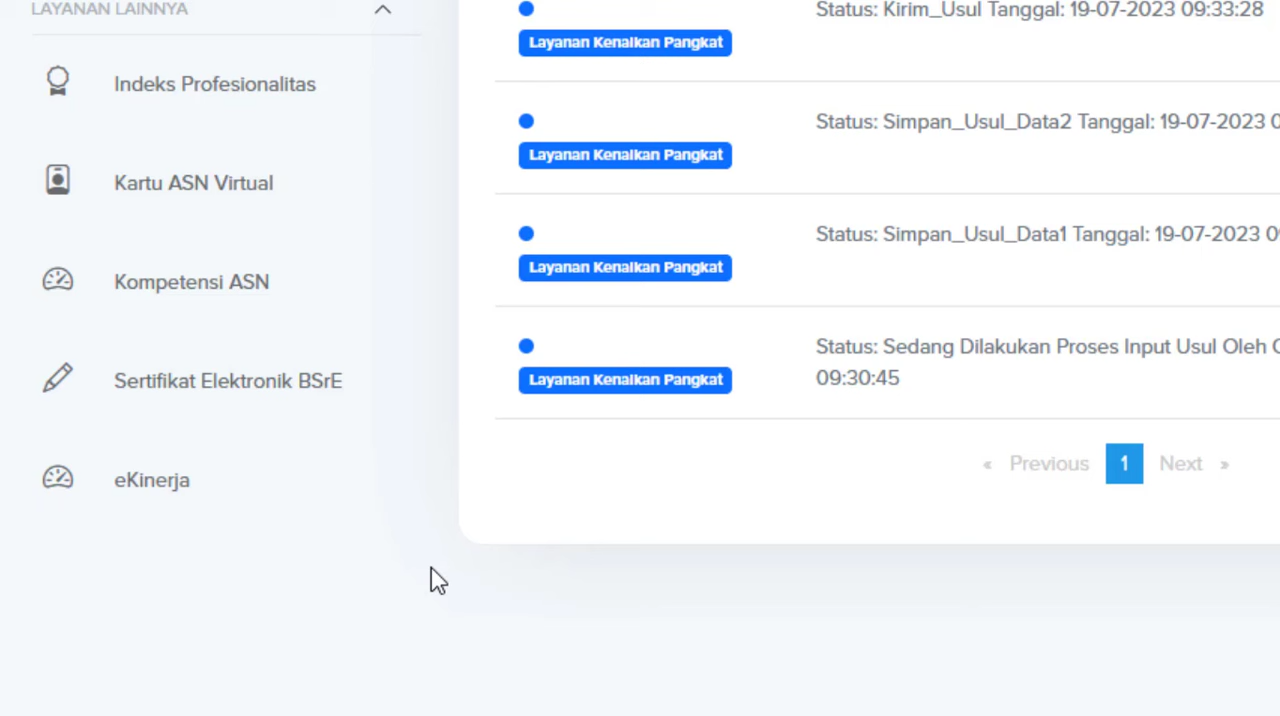 LAYANAN LAINNYA
Indeks Profesionalitas
Kartu ASN Virtual
Kompetensi ASN
Sertifikat Elektronik BSrE
eKinerja
Status: Kirim_Usul Tanggal: 19-07-2023 09:33:28
Layanan Kenaikan Pangkat
Status: Simpan_Usul_Data2 Tanggal: 19-07-2023 0
Layanan Kenaikan Pangkat
Status: Simpan_Usul_Data1 Tanggal: 19-07-2023 09
Layanan Kenaikan Pangkat
Status: Sedang Dilakukan Proses Input Usul Oleh
09:30:45
Layanan Kenaikan Pangkat
« Previous 1 Next »